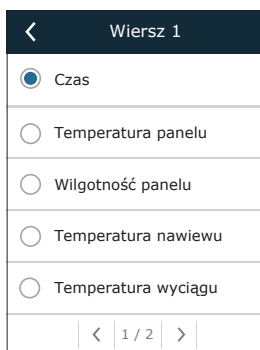 Wiersz 1
Czas
Temperatura panelu
Wilgotność panelu
Temperatura nawiewu
Temperatura wyciągu
1 / 2